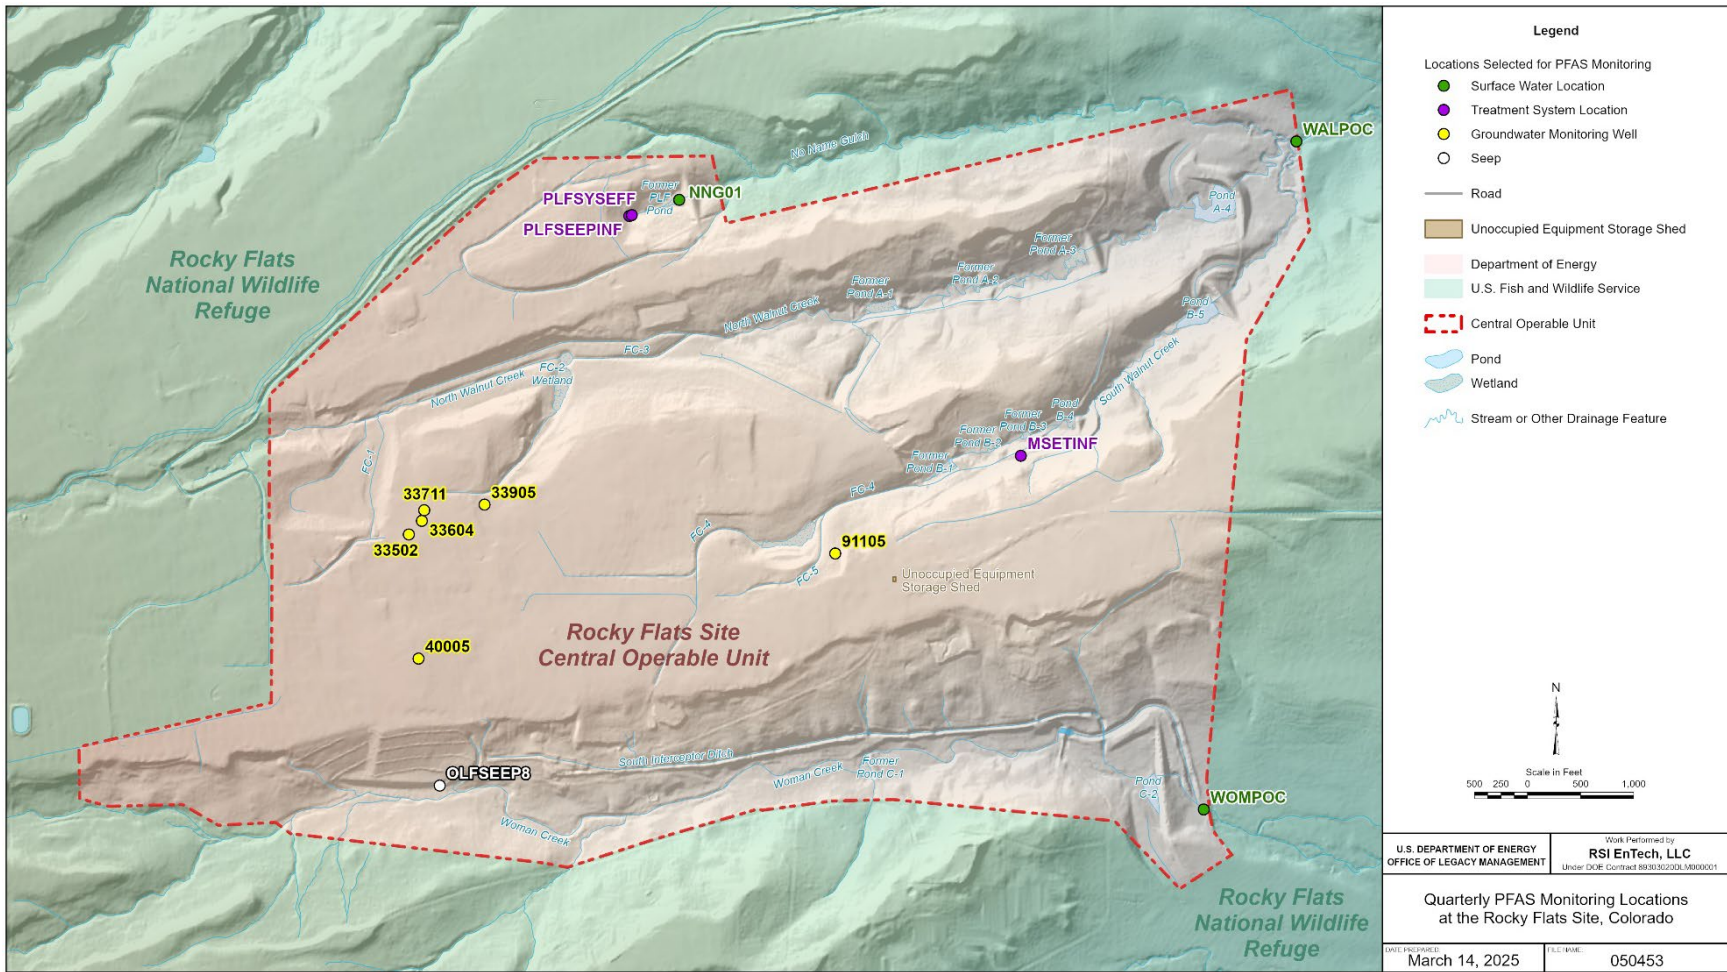 No Name Gulch
WALPOC
PLFSYSEFF
Former
PLF
Pond
NNG01
PLFSEEPINF
Pond
A-4
Rocky Flats
National Wildlife
Refuge
Former
Pond A-3
Former
Pond A-2
Former
Pond A-1
North Walnut Creek
Pond
B-5
FC-3
FC-2
Wetland
North Walnut Creek
South Walnut Creek
Pond
B-4
Former
Pond B-3
Former
Pond B-2
Former
Pond B-1
MSETINF
FC-1
FC-4
33711
33905
33604
33502
FC-4
91105
FC-5
Unoccupied Equipment
Storage Shed
Rocky Flats Site
Central Operable Unit
40005
South Interceptor Ditch
OLFSEEP8
Woman Creek
Former
Pond C-1
Pond
C-2
WOMPOC
Woman Creek
Rocky Flats
National Wildlife
Refuge
Legend
Locations Selected for PFAS Monitoring
Surface Water Location
Treatment System Location
Groundwater Monitoring Well
Seep
Road
Unoccupied Equipment Storage Shed
Department of Energy
U.S. Fish and Wildlife Service
Central Operable Unit
Pond
Wetland
Stream or Other Drainage Feature
N
Scale in Feet
500 250 0 500 1,000
U.S. DEPARTMENT OF ENERGY
OFFICE OF LEGACY MANAGEMENT
Work Performed by
RSI EnTech, LLC
Under DOE Contract 89303020DLM000001
Quarterly PFAS Monitoring Locations
at the Rocky Flats Site, Colorado
DATE PREPARED:
March 14, 2025
FILE NAME:
050453